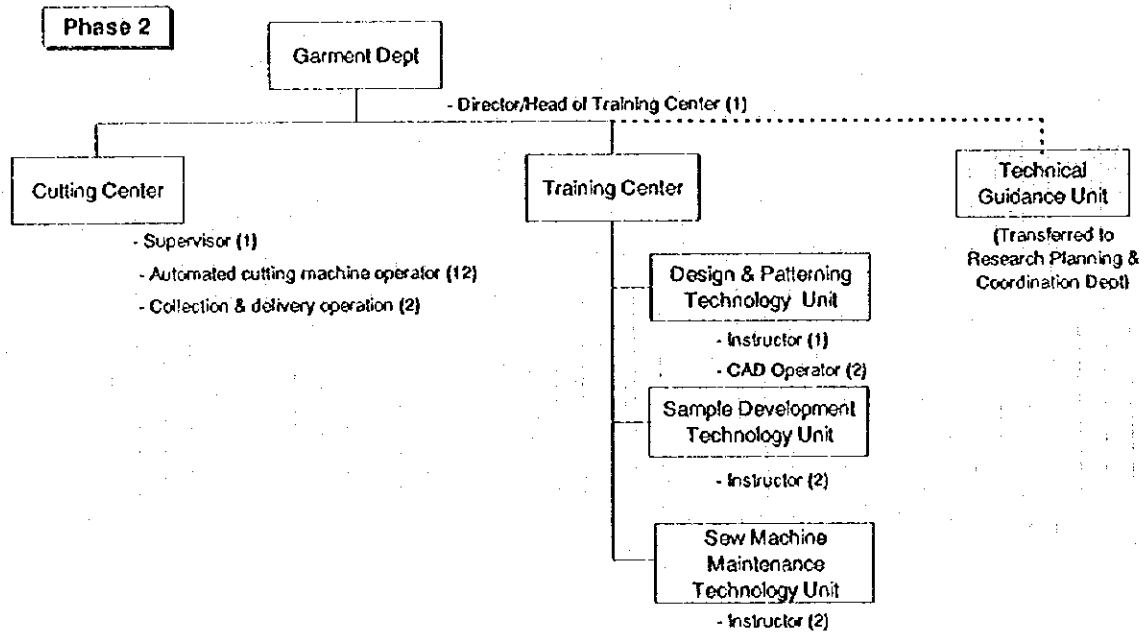 Phase 2
Garment Dept
- Director/Head of Training Center (1)
Cutting Center
- Supervisor (1)
- Automated cutting machine operator (12)
- Collection & delivery operation (2)
Training Center
Design & Patterning
Technology Unit
- Instructor (1)
- CAD Operator (2)
Sample Development
Technology Unit
- Instructor (2)
Sew Machine
Maintenance
Technology Unit
- Instructor (2)
Technical
Guidance Unit
(Transferred to
Research Planning &
Coordination Dept)